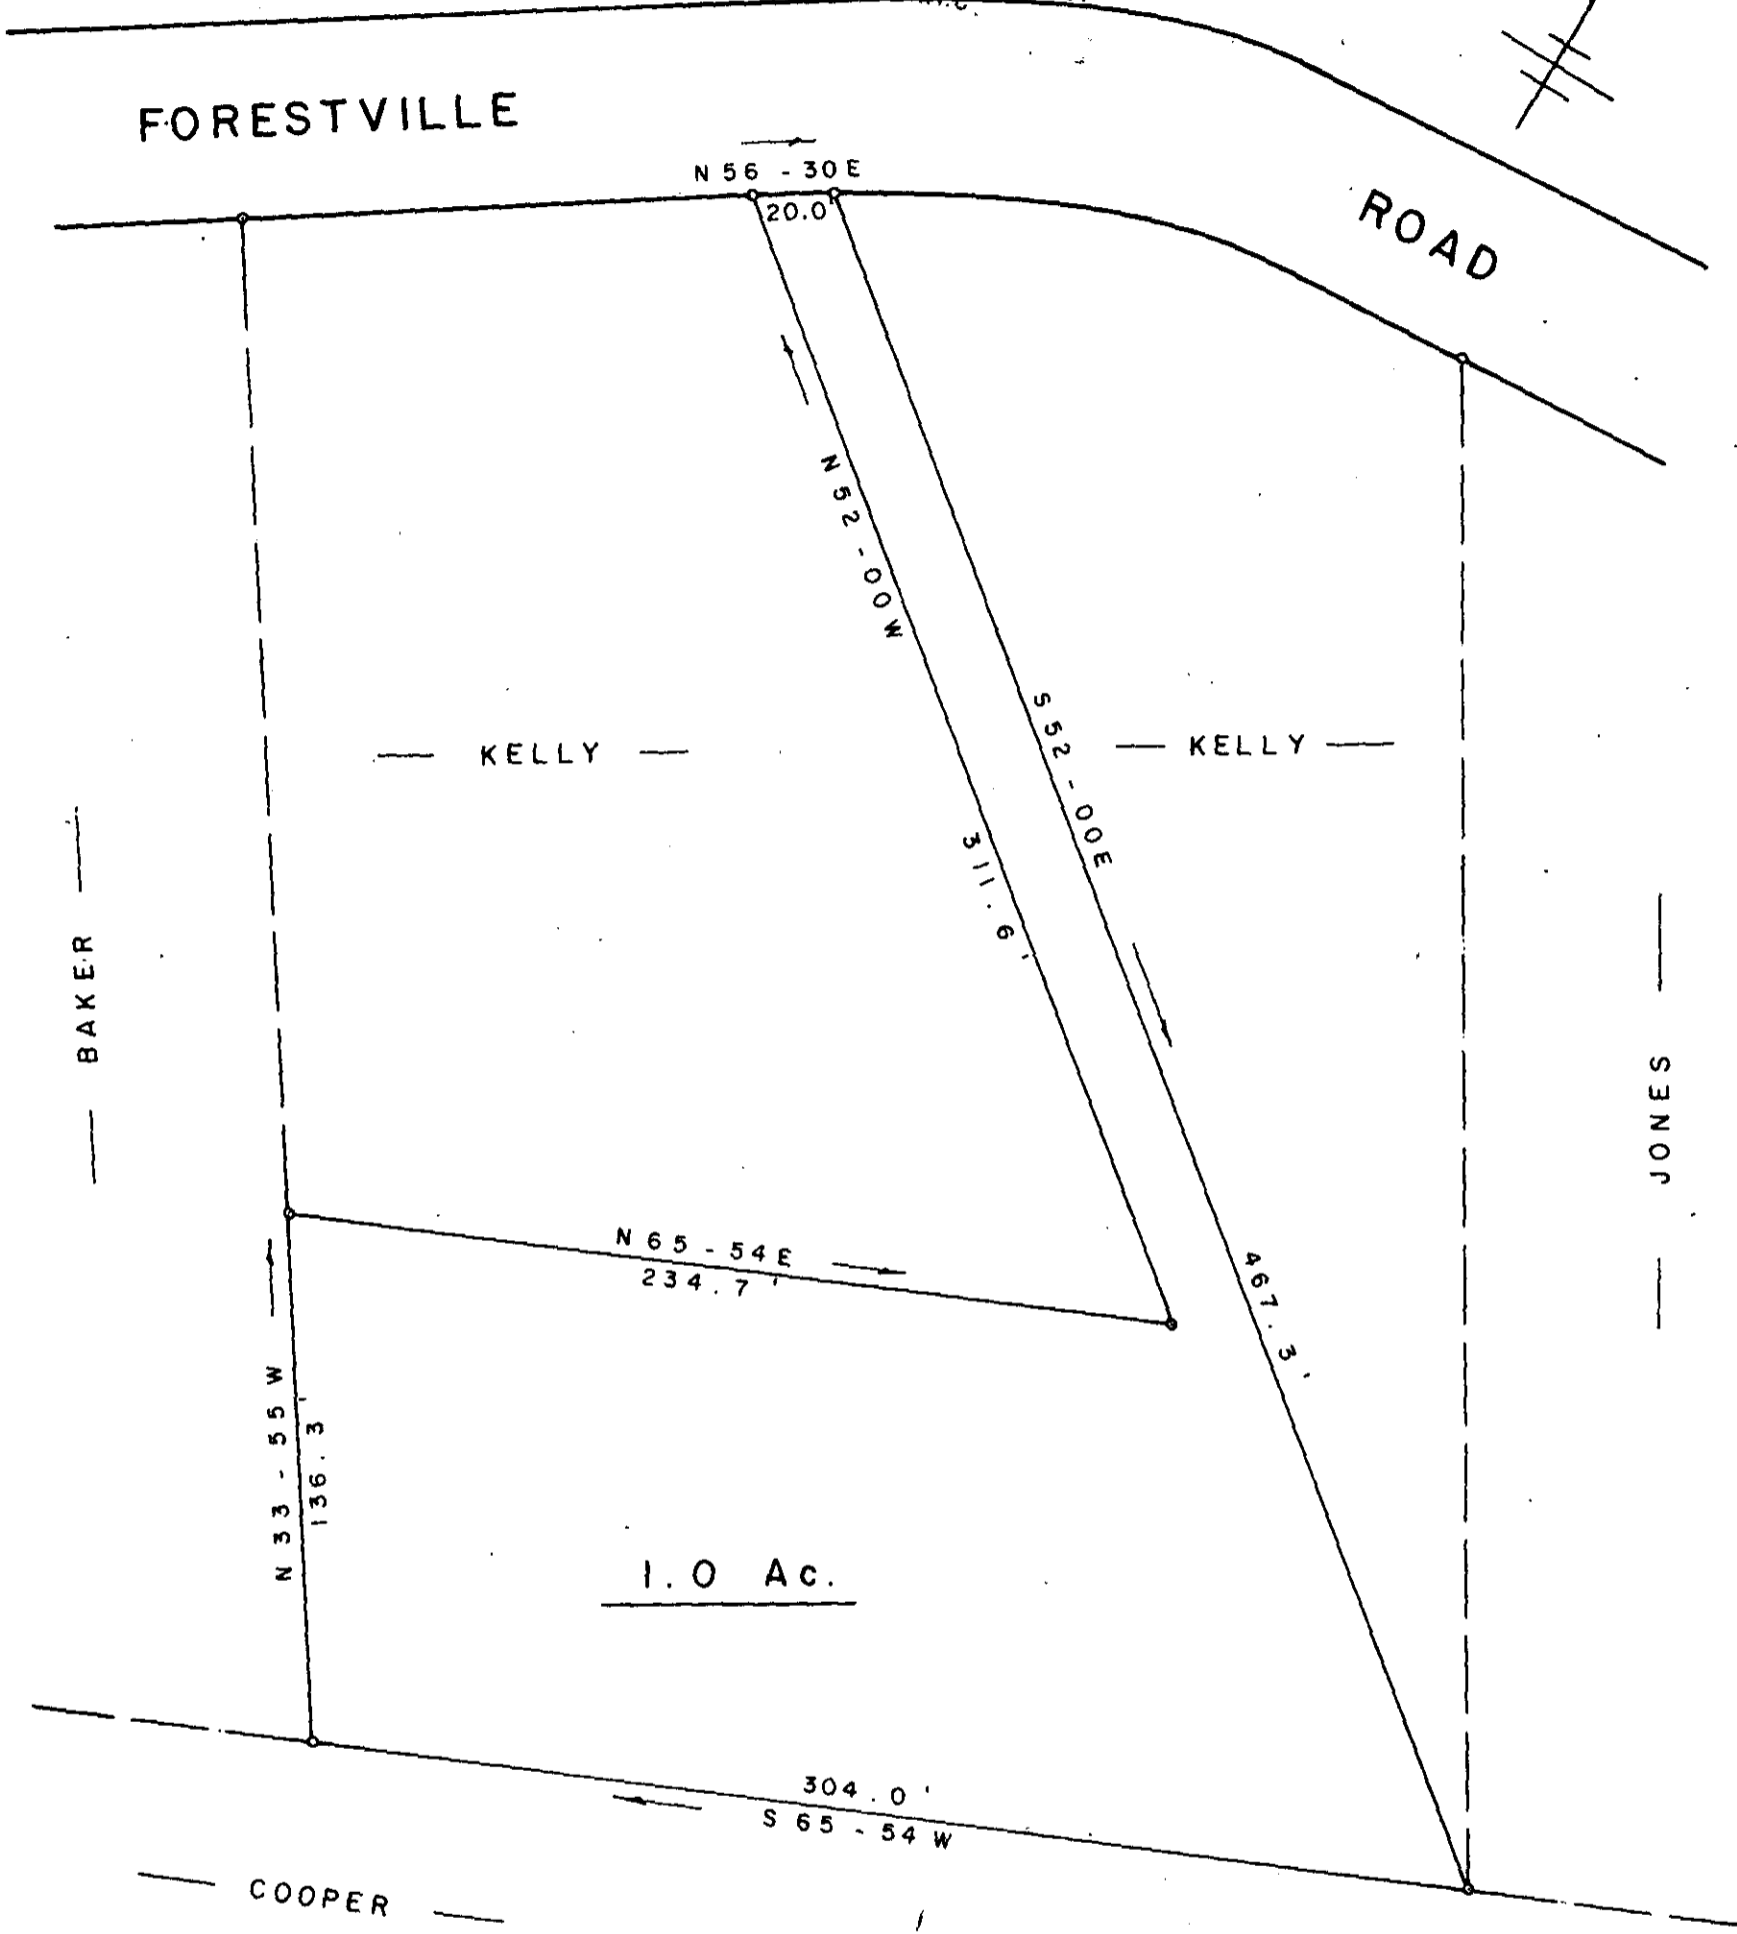 FORESTVILLE
N 56 - 30 E
20.0'
ROAD
N 52 - 00 W
311.6'
S 52 - 00 E
467.3'
KELLY
KELLY
BAKER
JONES
N 65 - 54 E
234.7'
N 33 - 55 W
136.3'
1.0 Ac.
304.0'
S 65 - 54 W
COOPER